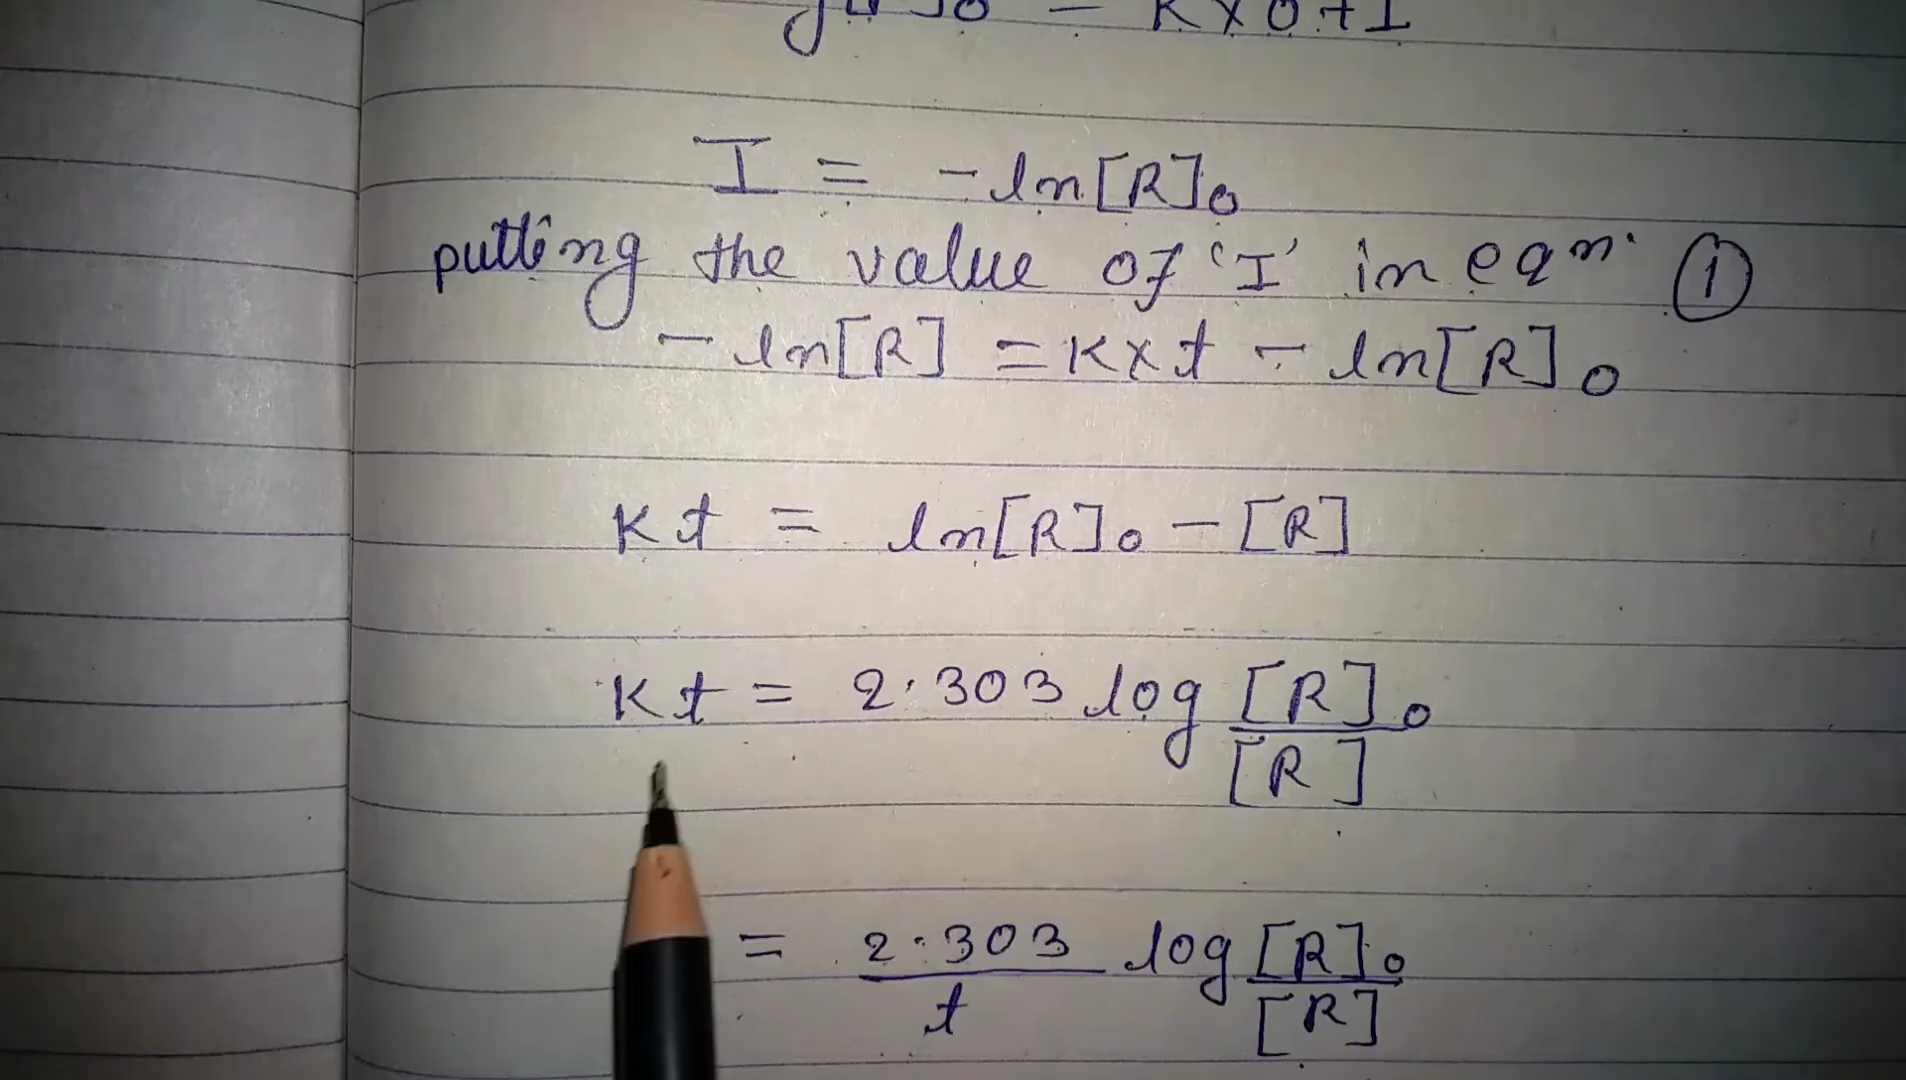 = K x 0 + I
I = -ln[R]₀
putting the value of 'I' in eqn. ①
-ln[R] = K x t - ln[R]₀
Kt = ln[R]₀ - [R]
Kt = 2.303 log [R]₀ / [R]
= 2.303 / t log [R]₀ / [R]